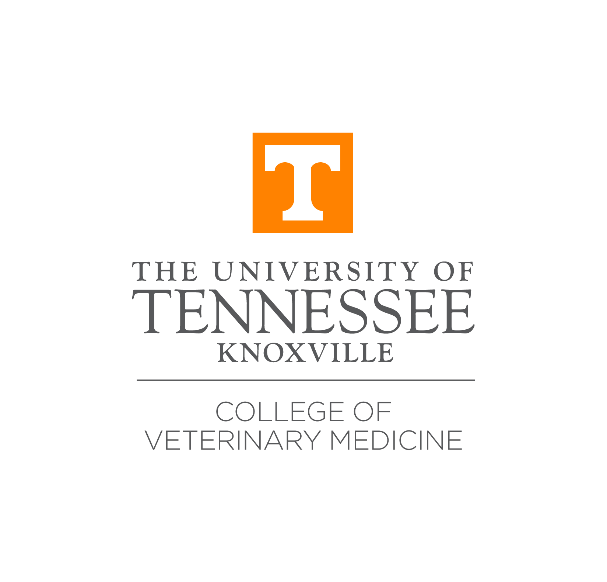 T
THE UNIVERSITY OF
TENNESSEE
KNOXVILLE
COLLEGE OF
VETERINARY MEDICINE